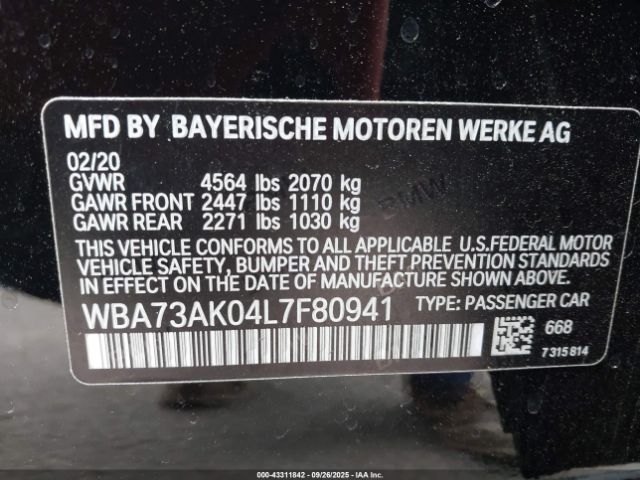 MFD BY BAYERISCHE MOTOREN WERKE AG
02/20
GVWR 4564 lbs 2070 kg
GAWR FRONT 2447 lbs 1110 kg
GAWR REAR 2271 lbs 1030 kg
BMW
THIS VEHICLE CONFORMS TO ALL APPLICABLE U.S.FEDERAL MOTOR
VEHICLE SAFETY, BUMPER AND THEFT PREVENTION STANDARDS
IN EFFECT ON THE DATE OF MANUFACTURE SHOWN ABOVE.
WBA73AK04L7F80941 TYPE: PASSENGER CAR
668
7315814
000-43311842 09/26/2025 IAAI.COM